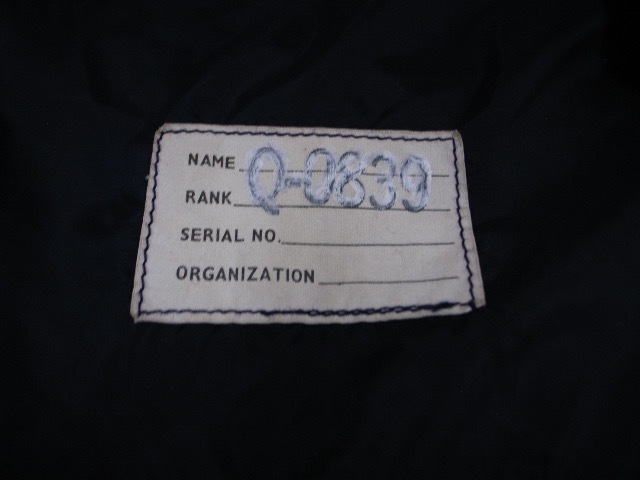 NAME
Q-0839
RANK
SERIAL NO.
ORGANIZATION